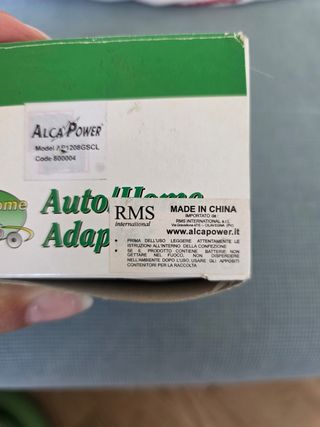 ALCA POWER
Model AP1208GSCL
Code 800004
ome
Auto/Home
Adap
RMS
international
MADE IN CHINA
IMPORTATO da:
RMS INTERNATIONAL s.r.l.
www.alcapower.it
• PRIMA DELL'USO LEGGERE ATTENTAMENTE LE
ISTRUZIONI ALL'INTERNO DELLA CONFEZIONE
• SE IL PRODOTTO CONTIENE BATTERIE NON
GETTARE NEL FUOCO, NON DISPERDERE
NELL'AMBIENTE DOPO L'USO, USARE GLI APPOSITI
CONTENITORI PER LA RACCOLTA